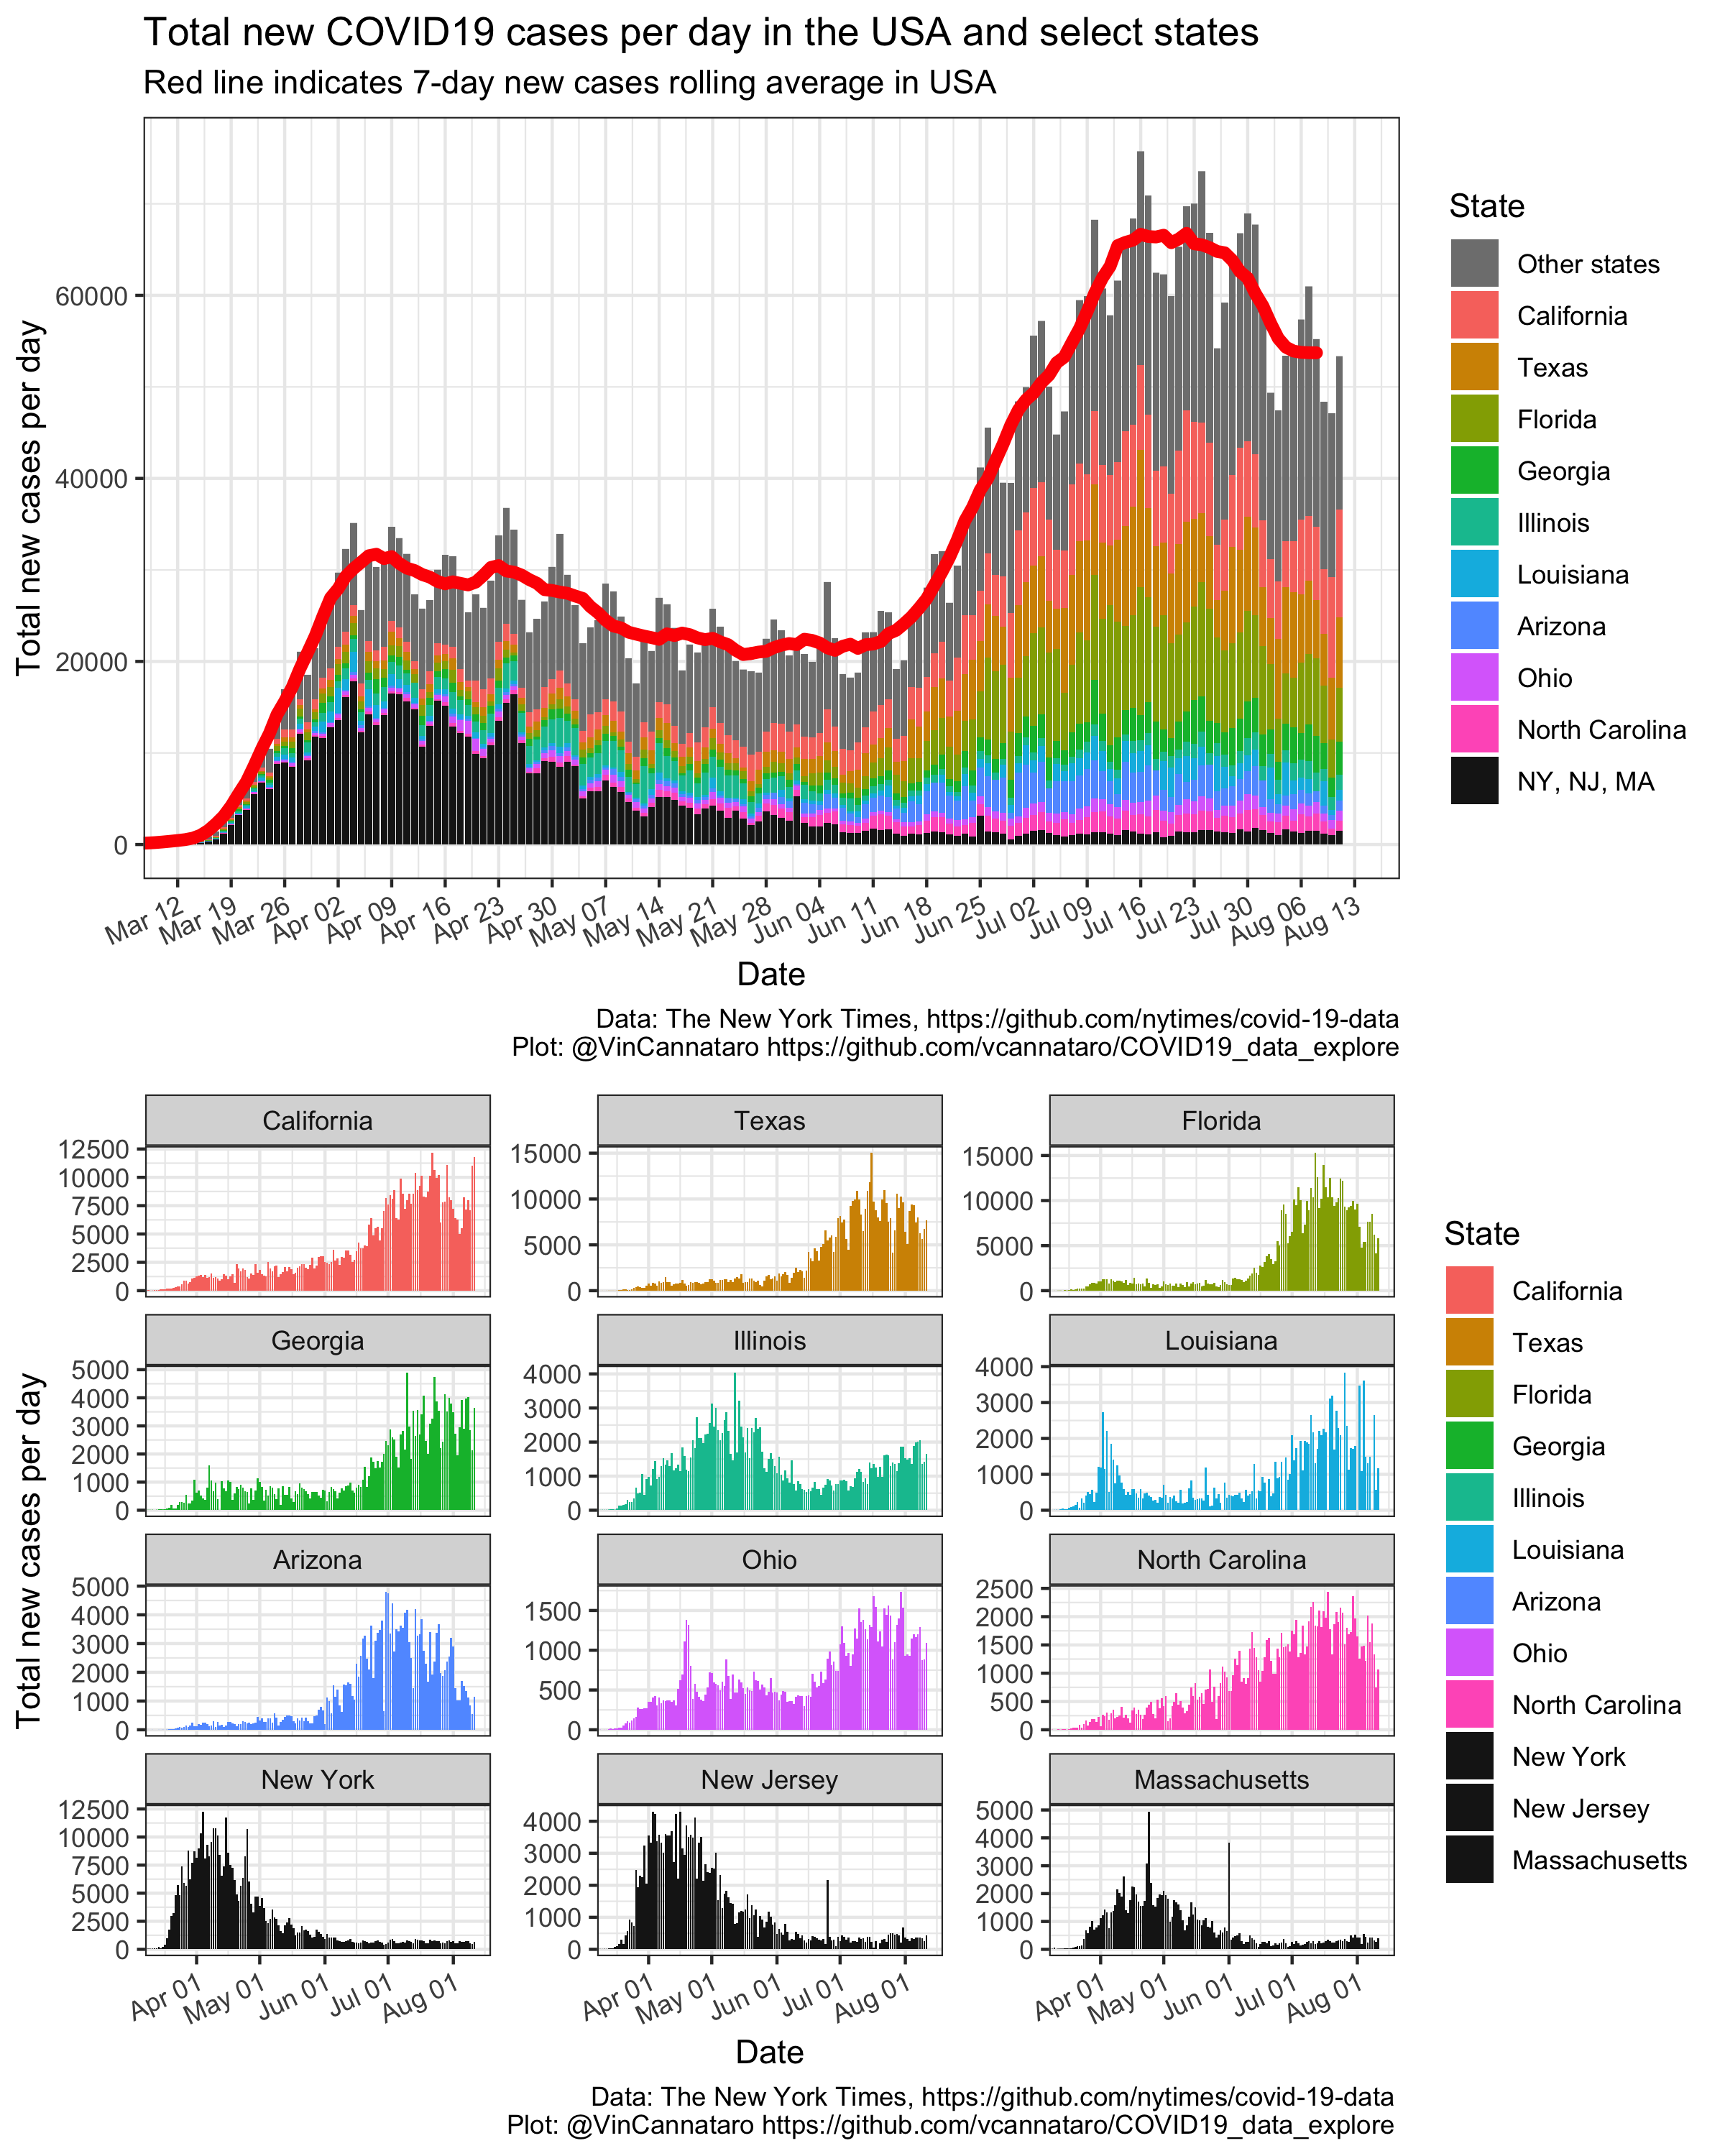 Total new COVID19 cases per day in the USA and select states
Red line indicates 7-day new cases rolling average in USA
Total new cases per day
60000
40000
20000
0
Mar 12
Mar 19
Mar 26
Apr 02
Apr 09
Apr 16
Apr 23
Apr 30
May 07
May 14
May 21
May 28
Jun 04
Jun 11
Jun 18
Jun 25
Jul 02
Jul 09
Jul 16
Jul 23
Jul 30
Aug 06
Aug 13
Date
State
Other states
California
Texas
Florida
Georgia
Illinois
Louisiana
Arizona
Ohio
North Carolina
NY, NJ, MA
Data: The New York Times, https://github.com/nytimes/covid-19-data
Plot: @VinCannataro https://github.com/vcannataro/COVID19_data_explore
Total new cases per day
California
12500
10000
7500
5000
2500
0
Texas
15000
10000
5000
0
Florida
15000
10000
5000
0
Georgia
5000
4000
3000
2000
1000
0
Illinois
4000
3000
2000
1000
0
Louisiana
4000
3000
2000
1000
0
Arizona
5000
4000
3000
2000
1000
0
Ohio
1500
1000
500
0
North Carolina
2500
2000
1500
1000
500
0
New York
12500
10000
7500
5000
2500
0
New Jersey
4000
3000
2000
1000
0
Massachusetts
5000
4000
3000
2000
1000
0
Apr 01
May 01
Jun 01
Jul 01
Aug 01
Apr 01
May 01
Jun 01
Jul 01
Aug 01
Apr 01
May 01
Jun 01
Jul 01
Aug 01
Date
State
California
Texas
Florida
Georgia
Illinois
Louisiana
Arizona
Ohio
North Carolina
New York
New Jersey
Massachusetts
Data: The New York Times, https://github.com/nytimes/covid-19-data
Plot: @VinCannataro https://github.com/vcannataro/COVID19_data_explore